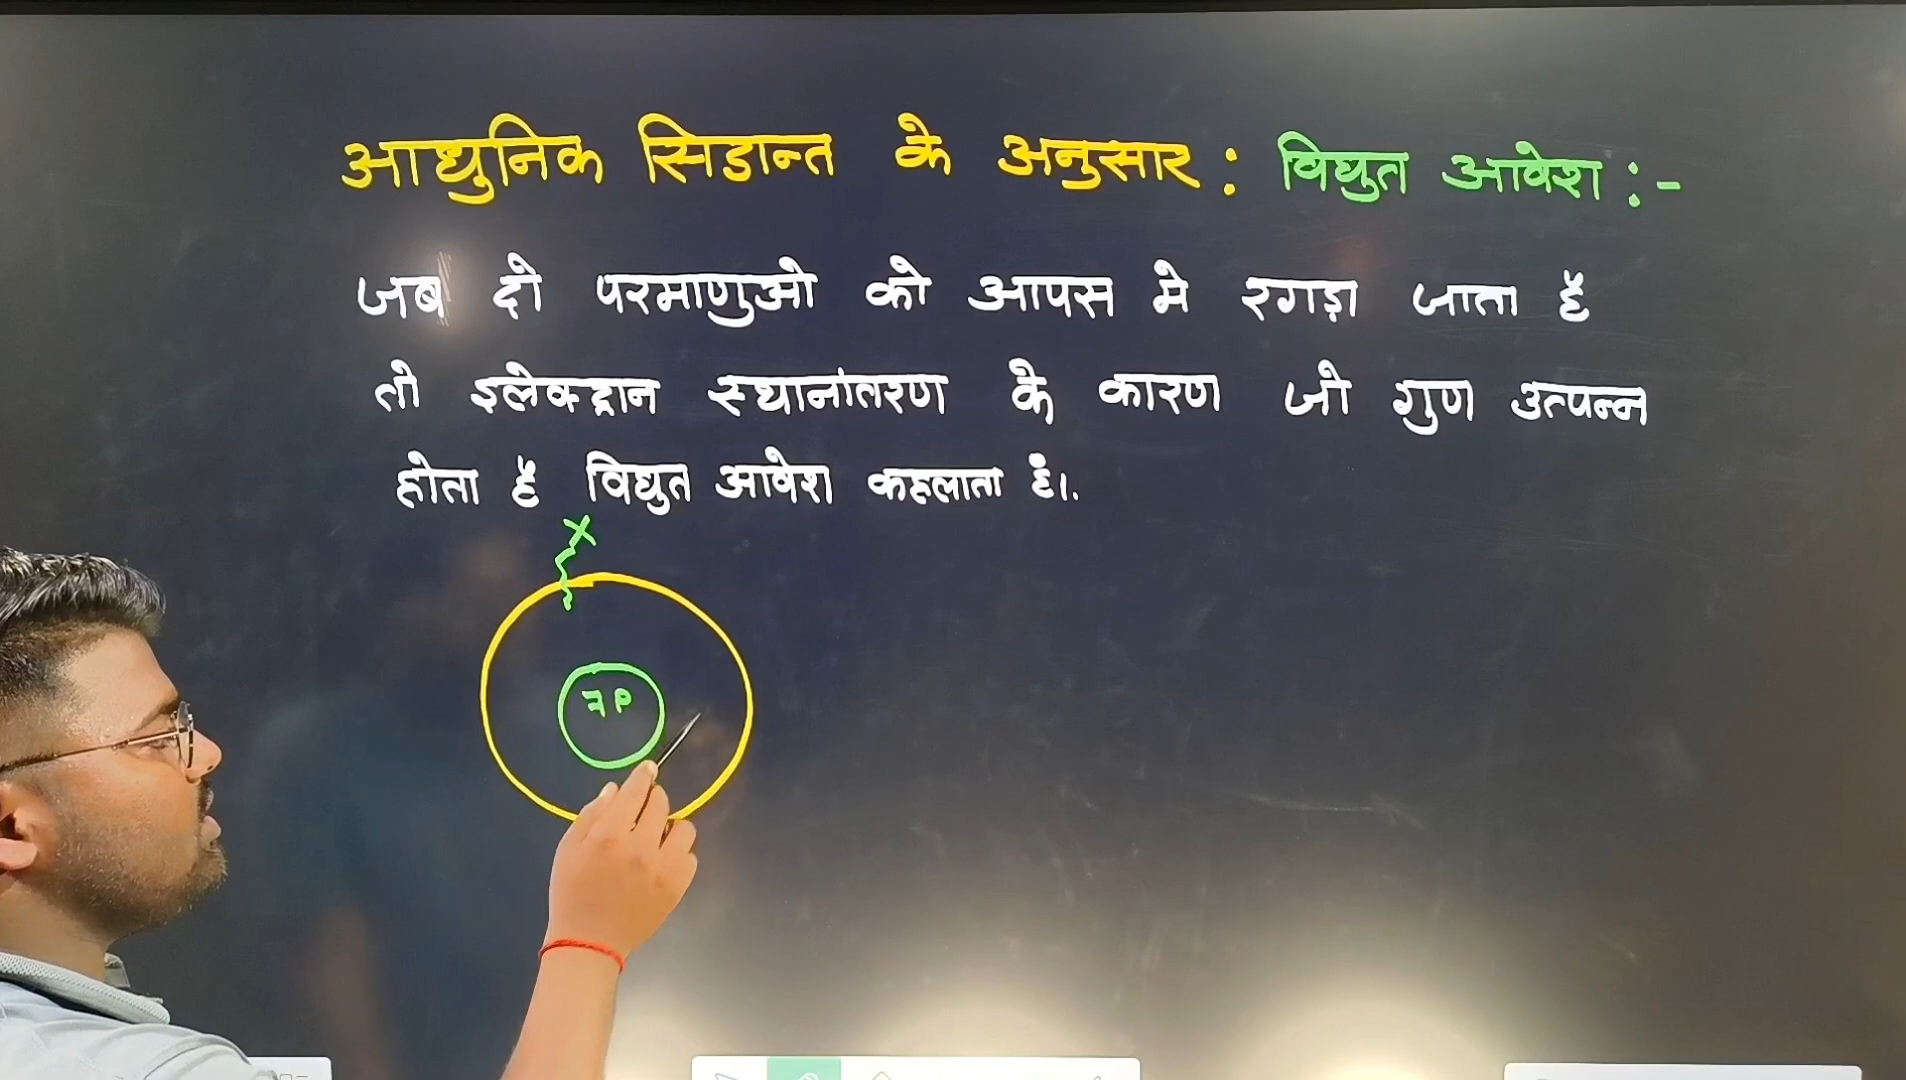 आधुनिक सिडान्त के अनुसार : विधुत आवेश :-
जब दो परमाणुओ को आपस मे रगड़ा जाता है
तो इलेक्ट्रान स्थानांतरण के कारण जो गुण उत्पन्न
होता है विधुत आवेश कहलाता है।.
x
7P